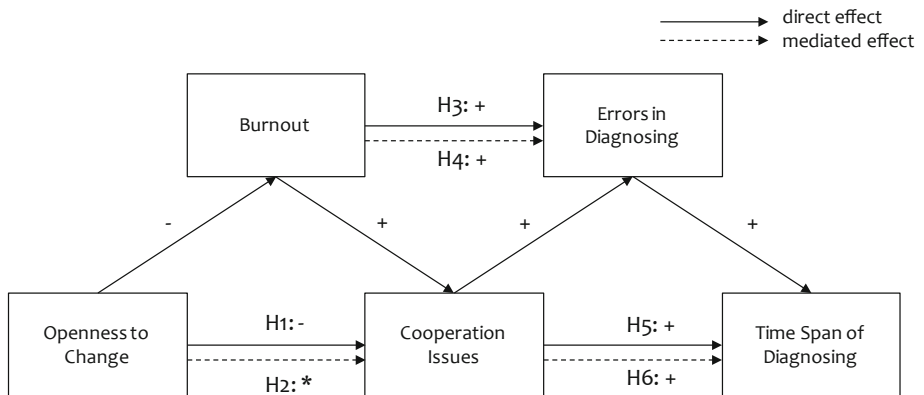 direct effect
mediated effect
Burnout
H3: +
H4: +
Errors in
Diagnosing
-
+
+
+
Openness to
Change
H1: -
H2: *
Cooperation
Issues
H5: +
H6: +
Time Span of
Diagnosing